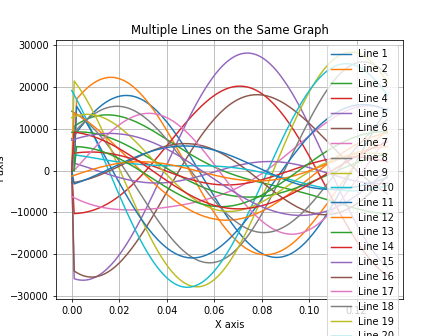 Multiple Lines on the Same Graph
30000
20000
10000
0
−10000
−20000
−30000
0.00 0.02 0.04 0.06 0.08 0.10
X axis
axis
Line 1
Line 2
Line 3
Line 4
Line 5
Line 6
Line 7
Line 8
Line 9
Line 10
Line 11
Line 12
Line 13
Line 14
Line 15
Line 16
Line 17
Line 18
Line 19
Line 20